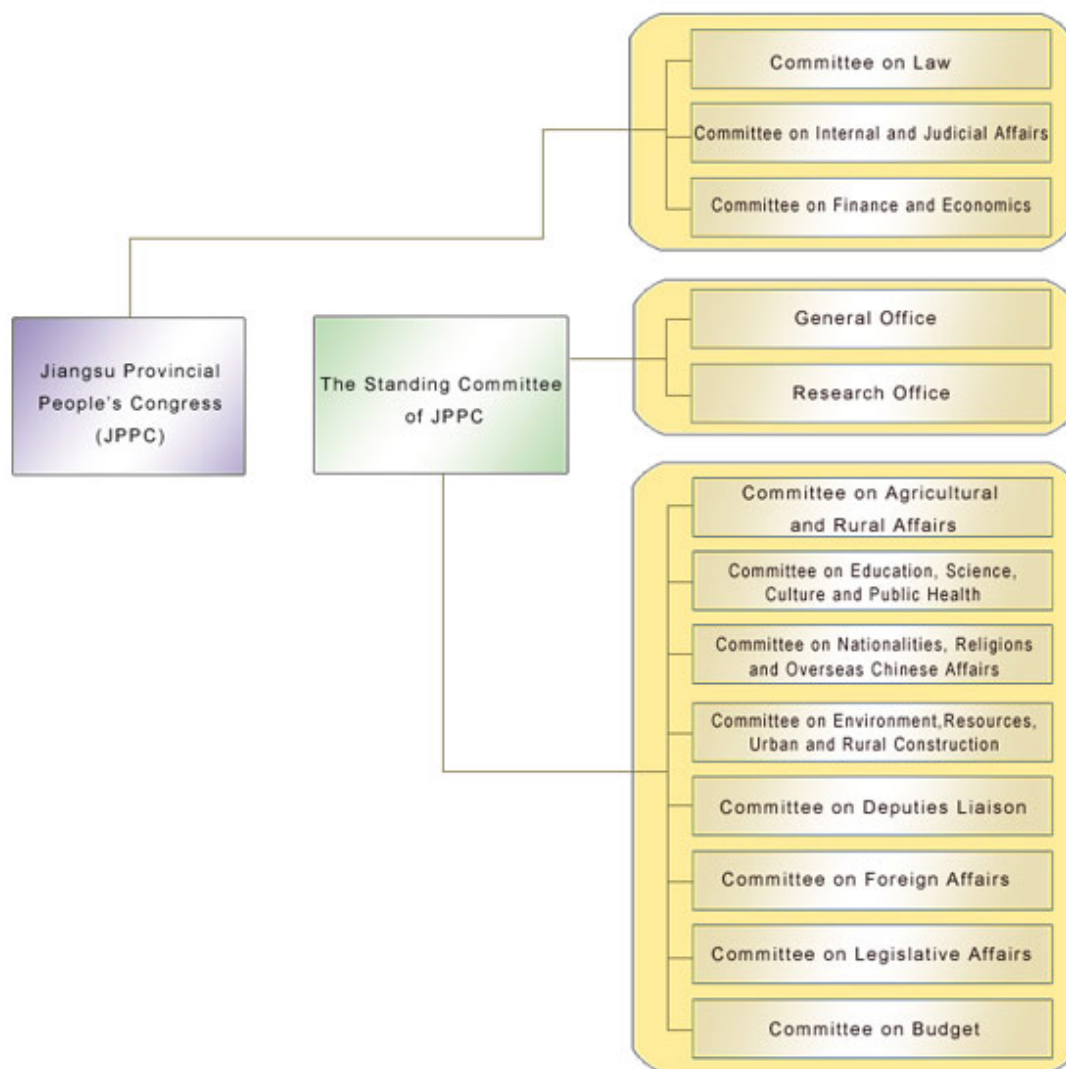 Committee on Law
Committee on Internal and Judicial Affairs
Committee on Finance and Economics
Jiangsu Provincial
People's Congress
(JPPC)
The Standing Committee
of JPPC
General Office
Research Office
Committee on Agricultural
and Rural Affairs
Committee on Education, Science,
Culture and Public Health
Committee on Nationalities, Religions
and Overseas Chinese Affairs
Committee on Environment,Resources,
Urban and Rural Construction
Committee on Deputies Liaison
Committee on Foreign Affairs
Committee on Legislative Affairs
Committee on Budget